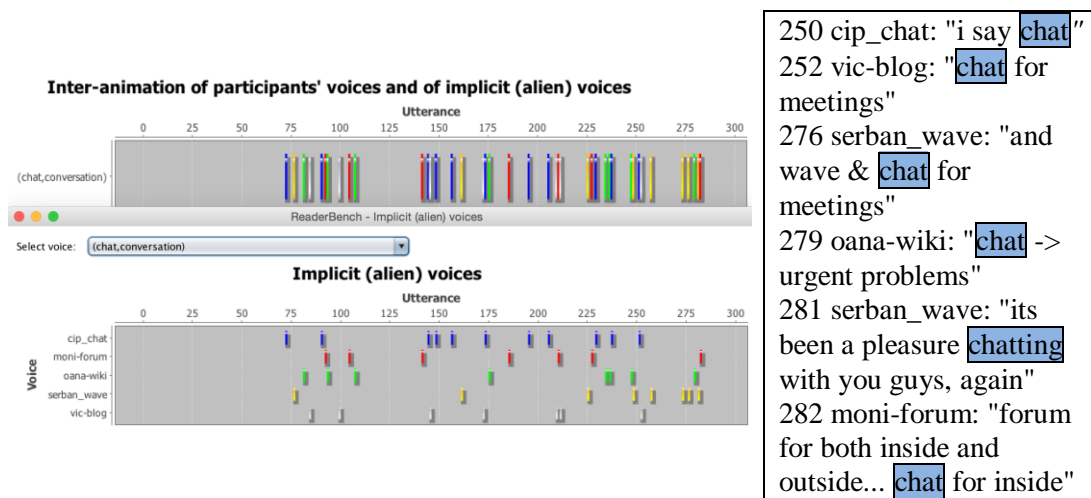 Inter-animation of participants' voices and of implicit (alien) voices
Utterance
0 25 50 75 100 125 150 175 200 225 250 275 300
(chat,conversation)
ReaderBench - Implicit (alien) voices
Select voice: (chat,conversation)
Implicit (alien) voices
Utterance
0 25 50 75 100 125 150 175 200 225 250 275 300
Voice
cip_chat
moni-forum
oana-wiki
serban_wave
vic-blog
250 cip_chat: "i say chat"
252 vic-blog: "chat for
meetings"
276 serban_wave: "and
wave & chat for
meetings"
279 oana-wiki: "chat ->
urgent problems"
281 serban_wave: "its
been a pleasure chatting
with you guys, again"
282 moni-forum: "forum
for both inside and
outside... chat for inside"